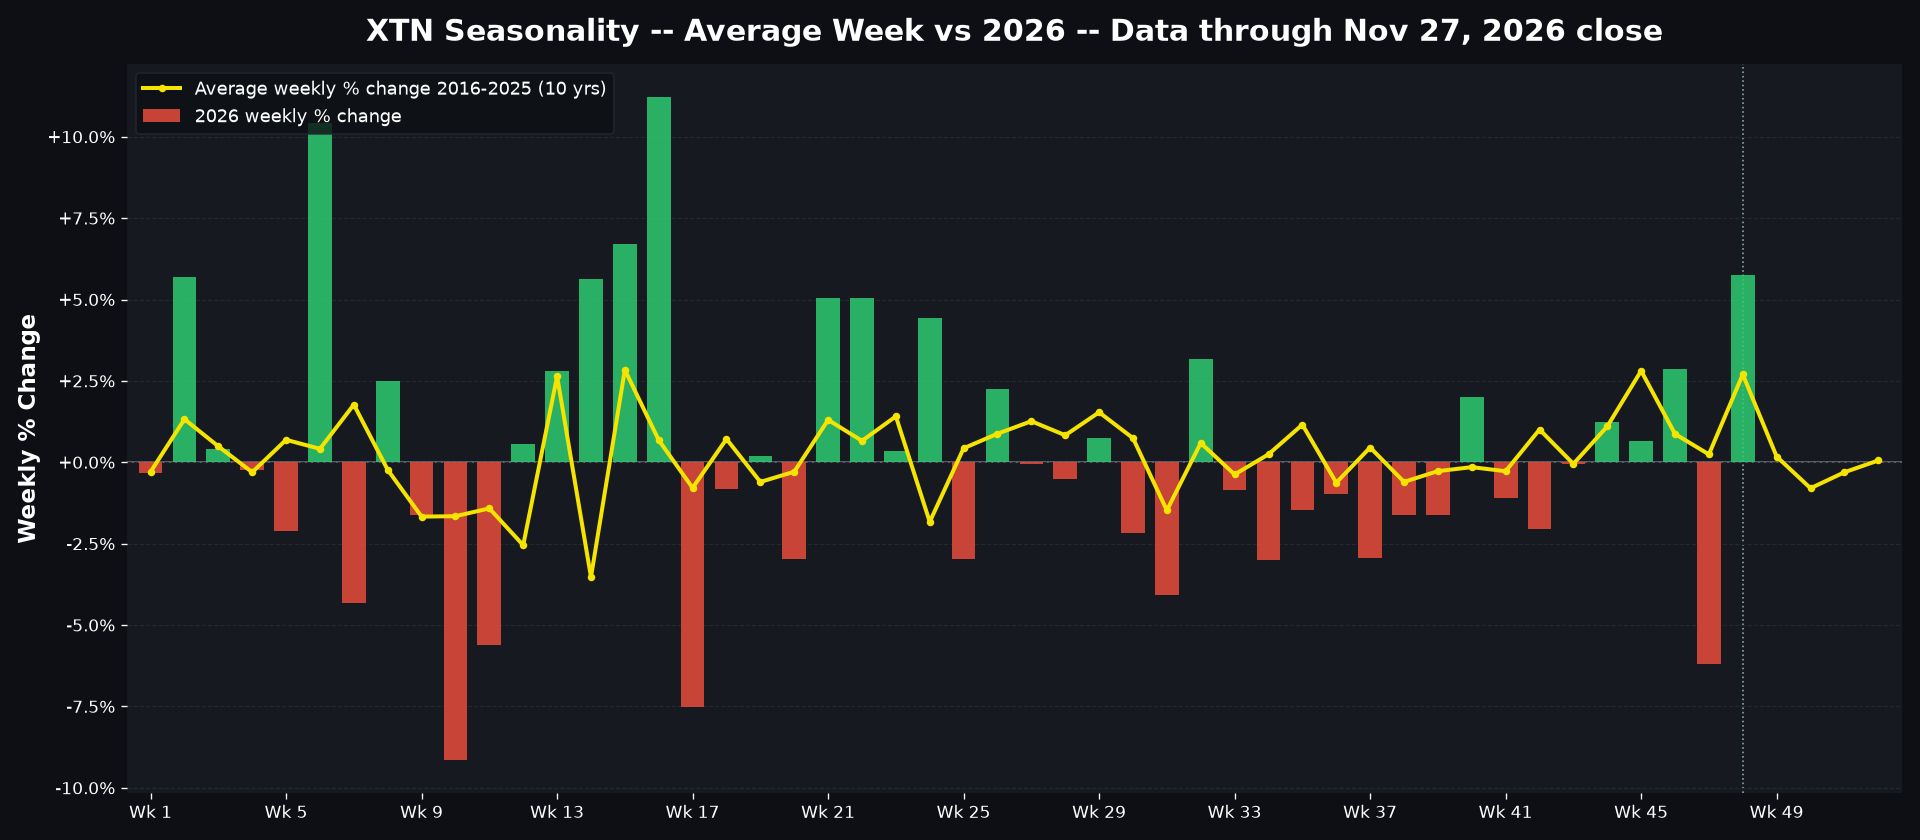 XTN Seasonality -- Average Week vs 2026 -- Data through Nov 27, 2026 close
Average weekly % change 2016-2025 (10 yrs)
2026 weekly % change
Weekly % Change
+10.0%
+7.5%
+5.0%
+2.5%
+0.0%
-2.5%
-5.0%
-7.5%
-10.0%
Wk 1 Wk 5 Wk 9 Wk 13 Wk 17 Wk 21 Wk 25 Wk 29 Wk 33 Wk 37 Wk 41 Wk 45 Wk 49